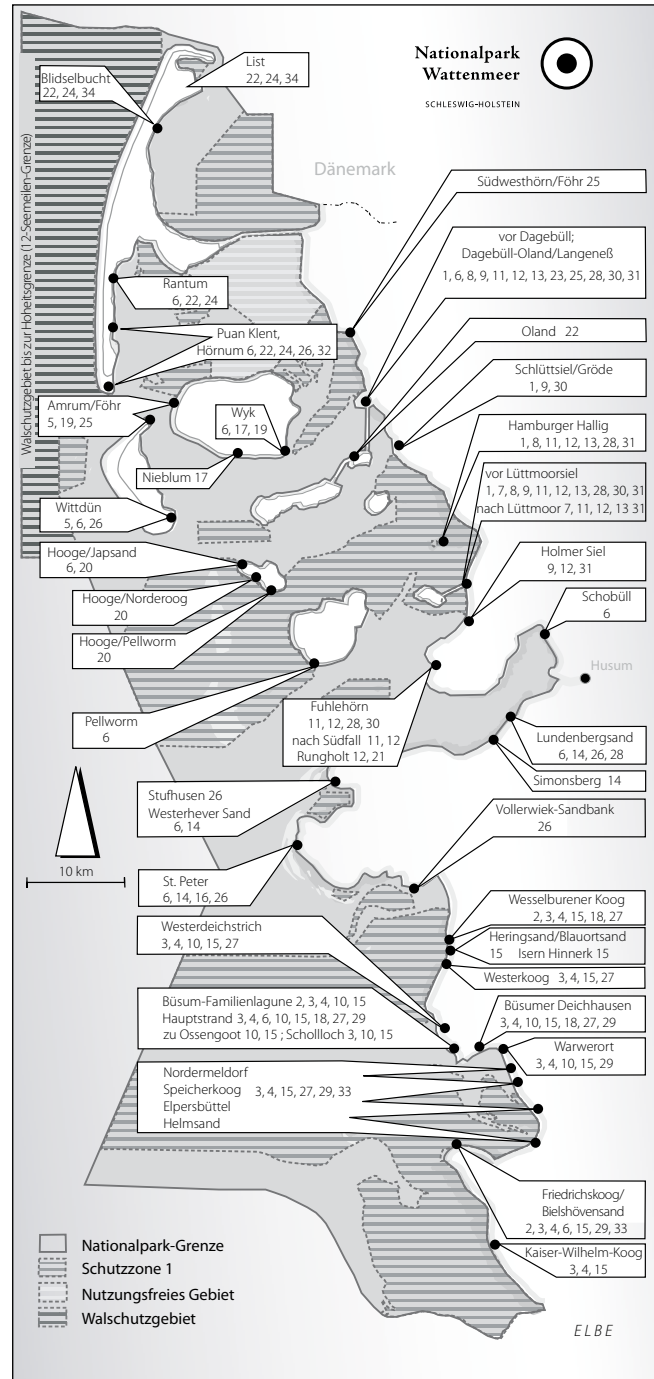 Nationalpark
Wattenmeer
SCHLESWIG-HOLSTEIN
List
22, 24, 34
Blidselbucht
22, 24, 34
Walschutzgebiet bis zur Hoheitsgrenze (12-Seemeilen-Grenze)
Dänemark
Südwesthörn/Föhr 25
vor Dagebüll;
Dagebüll-Oland/Langeneß
1, 6, 8, 9, 11, 12, 13, 23, 25, 28, 30, 31
Rantum
6, 22, 24
Puan Klent,
Hörnum 6, 22, 24, 26, 32
Oland 22
Schlüttsiel/Gröde
1, 9, 30
Amrum/Föhr
5, 19, 25
Wyk
6, 17, 19
Hamburger Hallig
1, 8, 11, 12, 13, 28, 31
Nieblum 17
vor Lüttmoorsiel
1, 7, 8, 9, 11, 12, 13, 28, 30, 31
nach Lüttmoor 7, 11, 12, 13 31
Wittdün
5, 6, 26
Hooge/Japsand
6, 20
Holmer Siel
9, 12, 31
Hooge/Norderoog
20
Schobüll
6
Hooge/Pellworm
20
Husum
Pellworm
6
Fuhlehörn
11, 12, 28, 30
nach Südfall 11, 12
Rungholt 12, 21
Lundenbergsand
6, 14, 26, 28
Simonsberg 14
Stufhusen 26
Westerhever Sand
6, 14
Vollerwiek-Sandbank
26
10 km
St. Peter
6, 14, 16, 26
Wesselburener Koog
2, 3, 4, 15, 18, 27
Westerdeichstrich
3, 4, 10, 15, 27
Heringsand/Blauortsand
15 Isern Hinnerk 15
Westerkoog 3, 4, 15, 27
Büsum-Familienlagune 2, 3, 4, 10, 15
Hauptstrand 3, 4, 6, 10, 15, 18, 27, 29
zu Ossengoot 10, 15 ; Schollloch 3, 10, 15
Büsumer Deichhausen
3, 4, 10, 15, 18, 27, 29
Warwerort
3, 4, 10, 15, 29
Nordermeldorf
Speicherkoog 3, 4, 15, 27, 29, 33
Elpersbüttel
Helmsand
Friedrichskoog/
Bielshövensand
2, 3, 4, 6, 15, 29, 33
Kaiser-Wilhelm-Koog
3, 4, 15
Nationalpark-Grenze
Schutzzone 1
Nutzungsfreies Gebiet
Walschutzgebiet
ELBE